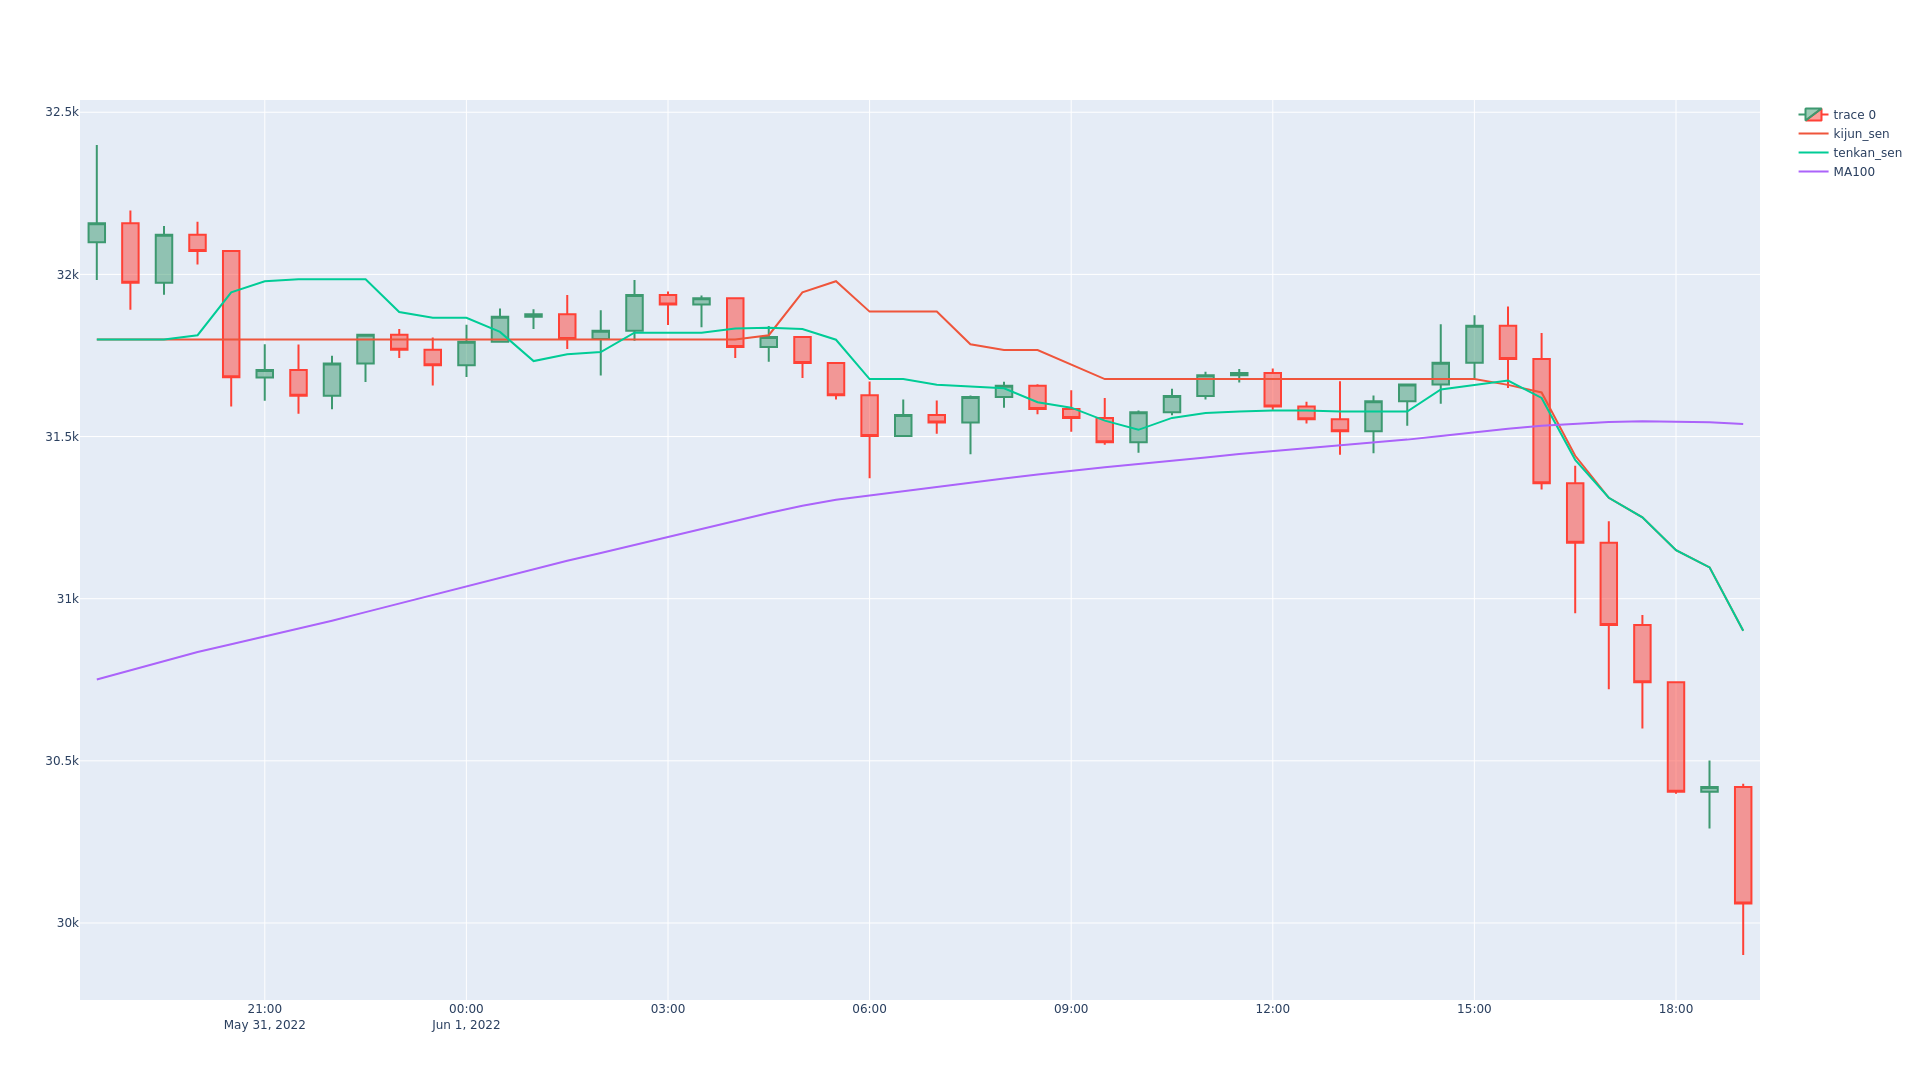 32.5k
32k
31.5k
31k
30.5k
30k
21:00
May 31, 2022
00:00
Jun 1, 2022
03:00
06:00
09:00
12:00
15:00
18:00
trace 0
kijun_sen
tenkan_sen
MA100